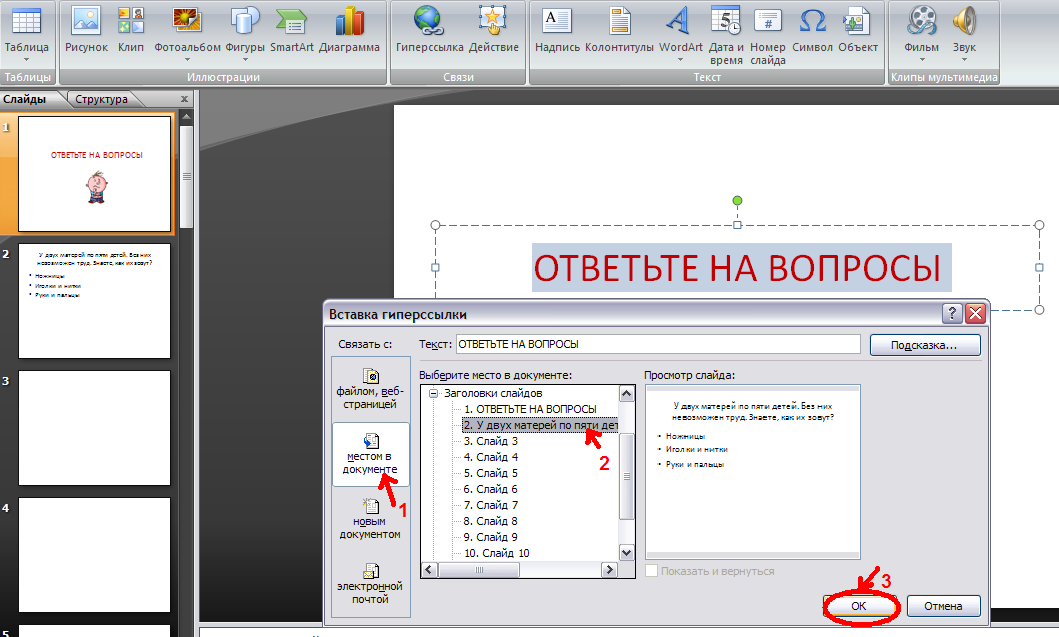 Таблица
Рисунок Клип Фотоальбом Фигуры SmartArt Диаграмма
Гиперссылка Действие
Надпись Колонтитулы WordArt Дата и время Номер слайда Символ Объект
Фильм Звук
Таблицы
Иллюстрации
Связи
Текст
Клипы мультимедиа
Слайды
Структура
x
1
ОТВЕТЬТЕ НА ВОПРОСЫ
2
У двух матерей по пяти детей. Без них
невозможен труд. Знаете, как их зовут?
• Ножницы
• Иголки и нитки
• Руки и пальцы
3
4
5
ОТВЕТЬТЕ НА ВОПРОСЫ
Вставка гиперссылки
?
Связать с:
Текст:
ОТВЕТЬТЕ НА ВОПРОСЫ
Подсказка...
файлом, веб-
страницей
местом в
документе
новым
документом
электронной
почтой
Выберите место в документе:
Заголовки слайдов
1. ОТВЕТЬТЕ НА ВОПРОСЫ
2. У двух матерей по пяти дет
3. Слайд 3
4. Слайд 4
5. Слайд 5
6. Слайд 6
7. Слайд 7
8. Слайд 8
9. Слайд 9
10. Слайд 10
Просмотр слайда:
У двух матерей по пяти детей. Без них
невозможен труд. Знаете, как их зовут?
• Ножницы
• Иголки и нитки
• Руки и пальцы
Показать и вернуться
1
2
3
ОК
Отмена